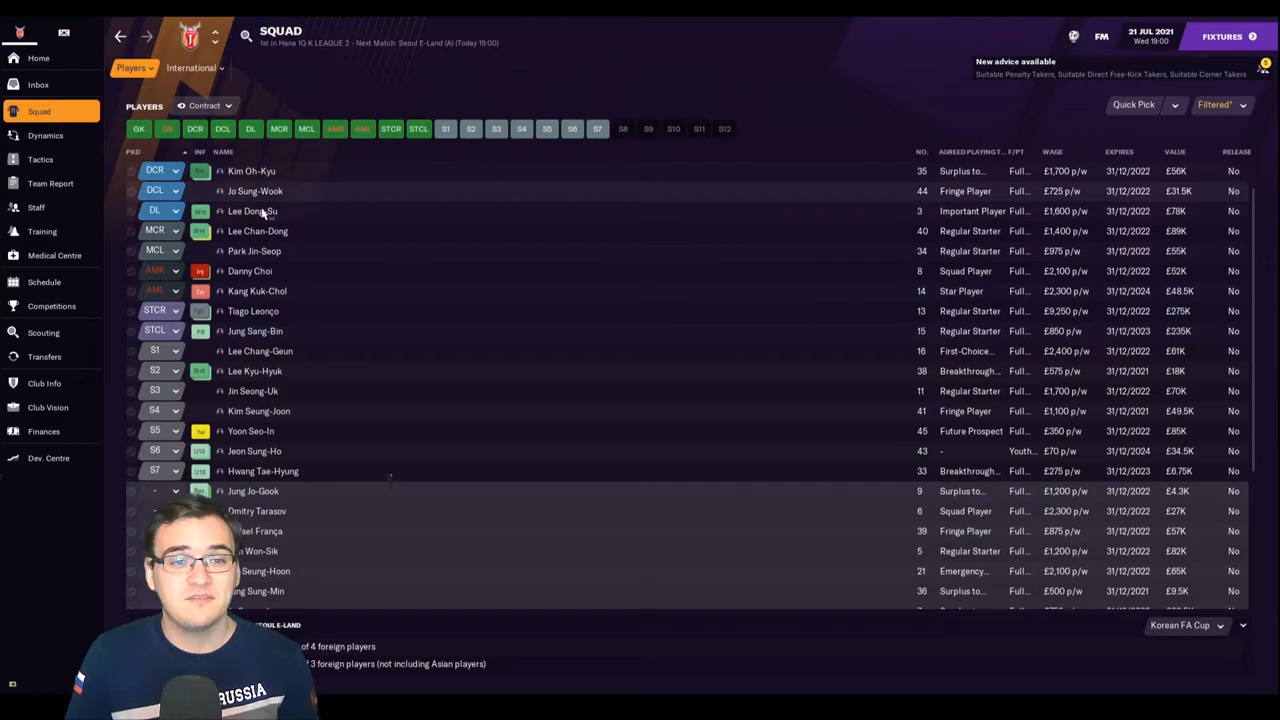 SQUAD
1st in Hana 1Q K LEAGUE 2 - Next Match: Seoul E-Land (A) (Today 19:00)
FM
21 JUL 2021
Wed 19:00
FIXTURES
New advice available
Suitable Penalty Takers, Suitable Direct Free-Kick Takers, Suitable Corner Takers
5
Home
Inbox
Squad
Dynamics
Tactics
Team Report
Staff
Training
Medical Centre
Schedule
Competitions
Scouting
Transfers
Club Info
Club Vision
Finances
Dev. Centre
Players
International
PLAYERS Contract
Quick Pick Filtered*
GK DR DCR DCL DL MCR MCL AMR AML STCR STCL S1 S2 S3 S4 S5 S6 S7 S8 S9 S10 S11 S12
PKD INF NAME NO. AGREED PLAYING T... F/PT WAGE EXPIRES VALUE RELEASE
DCR Kim Oh-Kyu 35 Surplus to... Full... £1,700 p/w 31/12/2022 £56K No
DCL Jo Sung-Wook 44 Fringe Player Full... £725 p/w 31/12/2022 £31.5K No
DL Wnt Lee Dong-Su 3 Important Player Full... £1,600 p/w 31/12/2022 £78K No
MCR Wnt Lee Chan-Dong 40 Regular Starter Full... £1,400 p/w 31/12/2022 £89K No
MCL Park Jin-Seop 34 Regular Starter Full... £975 p/w 31/12/2022 £55K No
AMR Inj Danny Choi 8 Squad Player Full... £2,100 p/w 31/12/2022 £52K No
AML Trv Kang Kuk-Chol 14 Star Player Full... £2,300 p/w 31/12/2024 £48.5K No
STCR Fgn Tiago Leonço 13 Regular Starter Full... £9,250 p/w 31/12/2022 £275K No
STCL PR Jung Sang-Bin 15 Regular Starter Full... £850 p/w 31/12/2023 £235K No
S1 Lee Chang-Geun 16 First-Choice... Full... £2,400 p/w 31/12/2022 £61K No
S2 Wnt Lee Kyu-Hyuk 38 Breakthrough... Full... £575 p/w 31/12/2021 £18K No
S3 Jin Seong-Uk 11 Regular Starter Full... £1,700 p/w 31/12/2022 £70K No
S4 Kim Seung-Joon 41 Fringe Player Full... £1,100 p/w 31/12/2021 £49.5K No
S5 Yel Yoon Seo-In 45 Future Prospect Full... £350 p/w 31/12/2022 £85K No
S6 U18 Jeon Sung-Ho 43 - Youth... £70 p/w 31/12/2022 £34.5K No
S7 U18 Hwang Tae-Hyung 33 Breakthrough... Full... £275 p/w 31/12/2023 £6.75K No
- Res Jung Jo-Gook 9 Surplus to... Full... £1,200 p/w 31/12/2022 £4.3K No
Dmitry Tarasov 6 Squad Player Full... £2,300 p/w 31/12/2022 £27K No
França 39 Fringe Player Full... £875 p/w 31/12/2022 £57K No
Won-Sik 5 Regular Starter Full... £1,200 p/w 31/12/2022 £82K No
Seung-Hoon 21 Emergency... Full... £2,100 p/w 31/12/2022 £65K No
Sung-Min 36 Surplus to... Full... £500 p/w 31/12/2021 £9.5K No
SEOUL E-LAND Korean FA Cup
of 4 foreign players
of 3 foreign players (not including Asian players)
RUSSIA